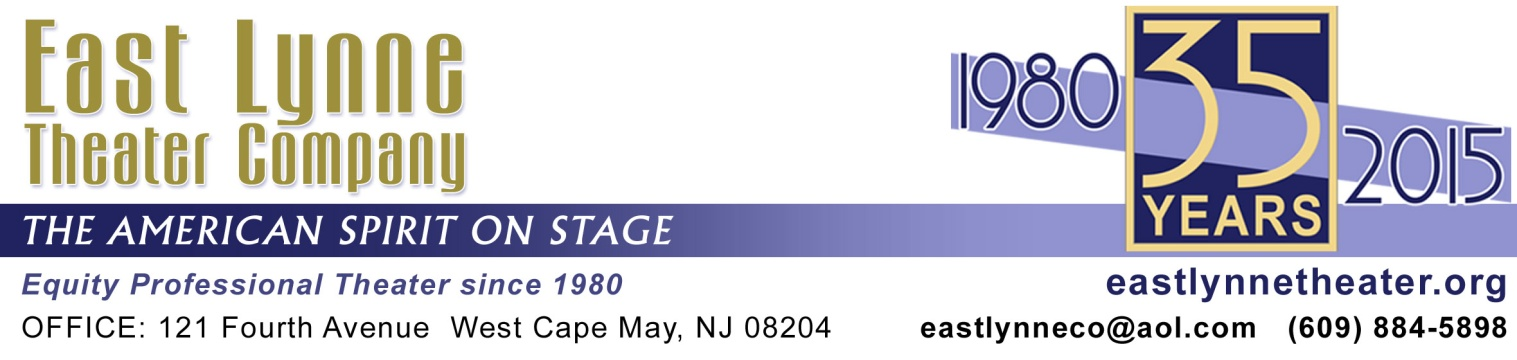 East Lynne
Theater Company
1980
35
YEARS
2015
THE AMERICAN SPIRIT ON STAGE
Equity Professional Theater since 1980
eastlynnetheater.org
OFFICE: 121 Fourth Avenue West Cape May, NJ 08204
eastlynneco@aol.com (609) 884-5898